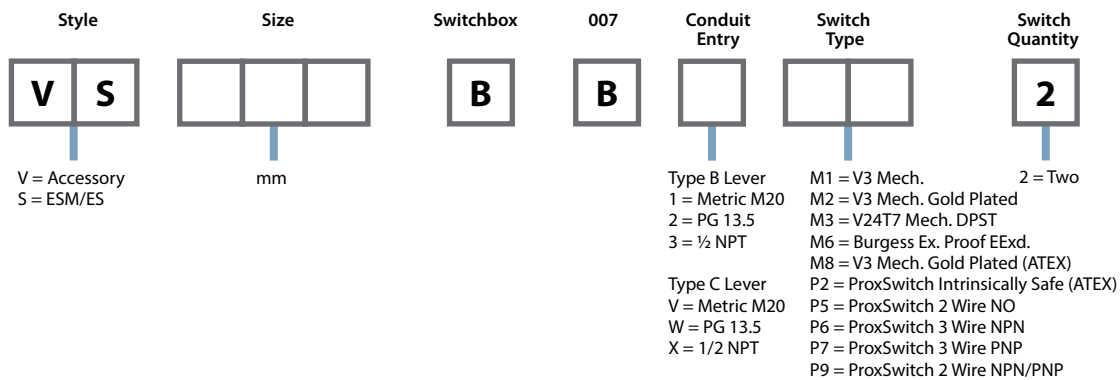 Style
Size
Switchbox
007
Conduit
Entry
Switch
Type
Switch
Quantity
V S
B
B
2
V = Accessory
S = ESM/ES
mm
Type B Lever
1 = Metric M20
2 = PG 13.5
3 = ½ NPT
Type C Lever
V = Metric M20
W = PG 13.5
X = 1/2 NPT
M1 = V3 Mech.
M2 = V3 Mech. Gold Plated
M3 = V24T7 Mech. DPST
M6 = Burgess Ex. Proof EExd.
M8 = V3 Mech. Gold Plated (ATEX)
P2 = ProxSwitch Intrinsically Safe (ATEX)
P5 = ProxSwitch 2 Wire NO
P6 = ProxSwitch 3 Wire NPN
P7 = ProxSwitch 3 Wire PNP
P9 = ProxSwitch 2 Wire NPN/PNP
2 = Two